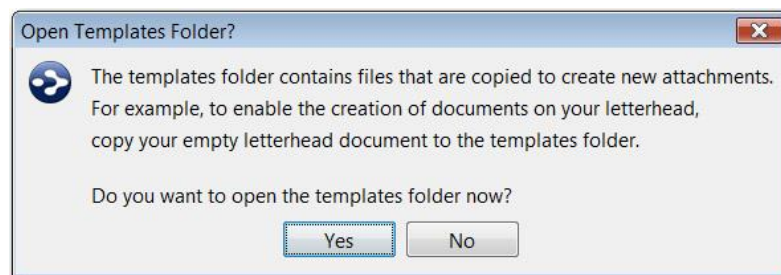 Open Templates Folder?
The templates folder contains files that are copied to create new attachments.
For example, to enable the creation of documents on your letterhead,
copy your empty letterhead document to the templates folder.
Do you want to open the templates folder now?
Yes No